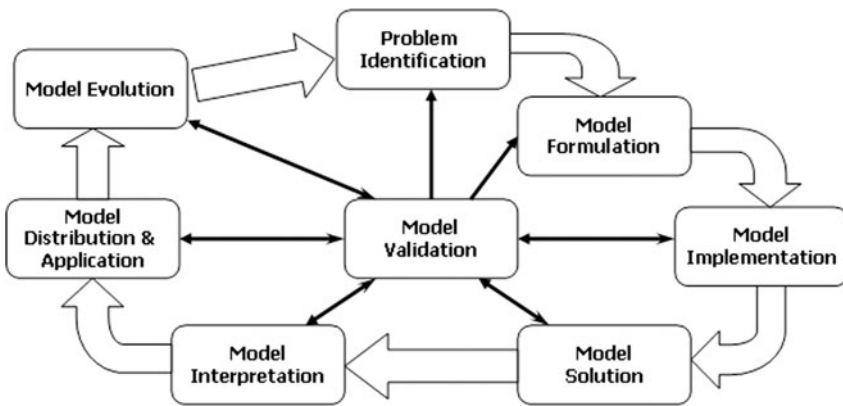 Problem
Identification
Model Evolution
Model
Formulation
Model
Distribution &
Application
Model
Validation
Model
Implementation
Model
Interpretation
Model
Solution